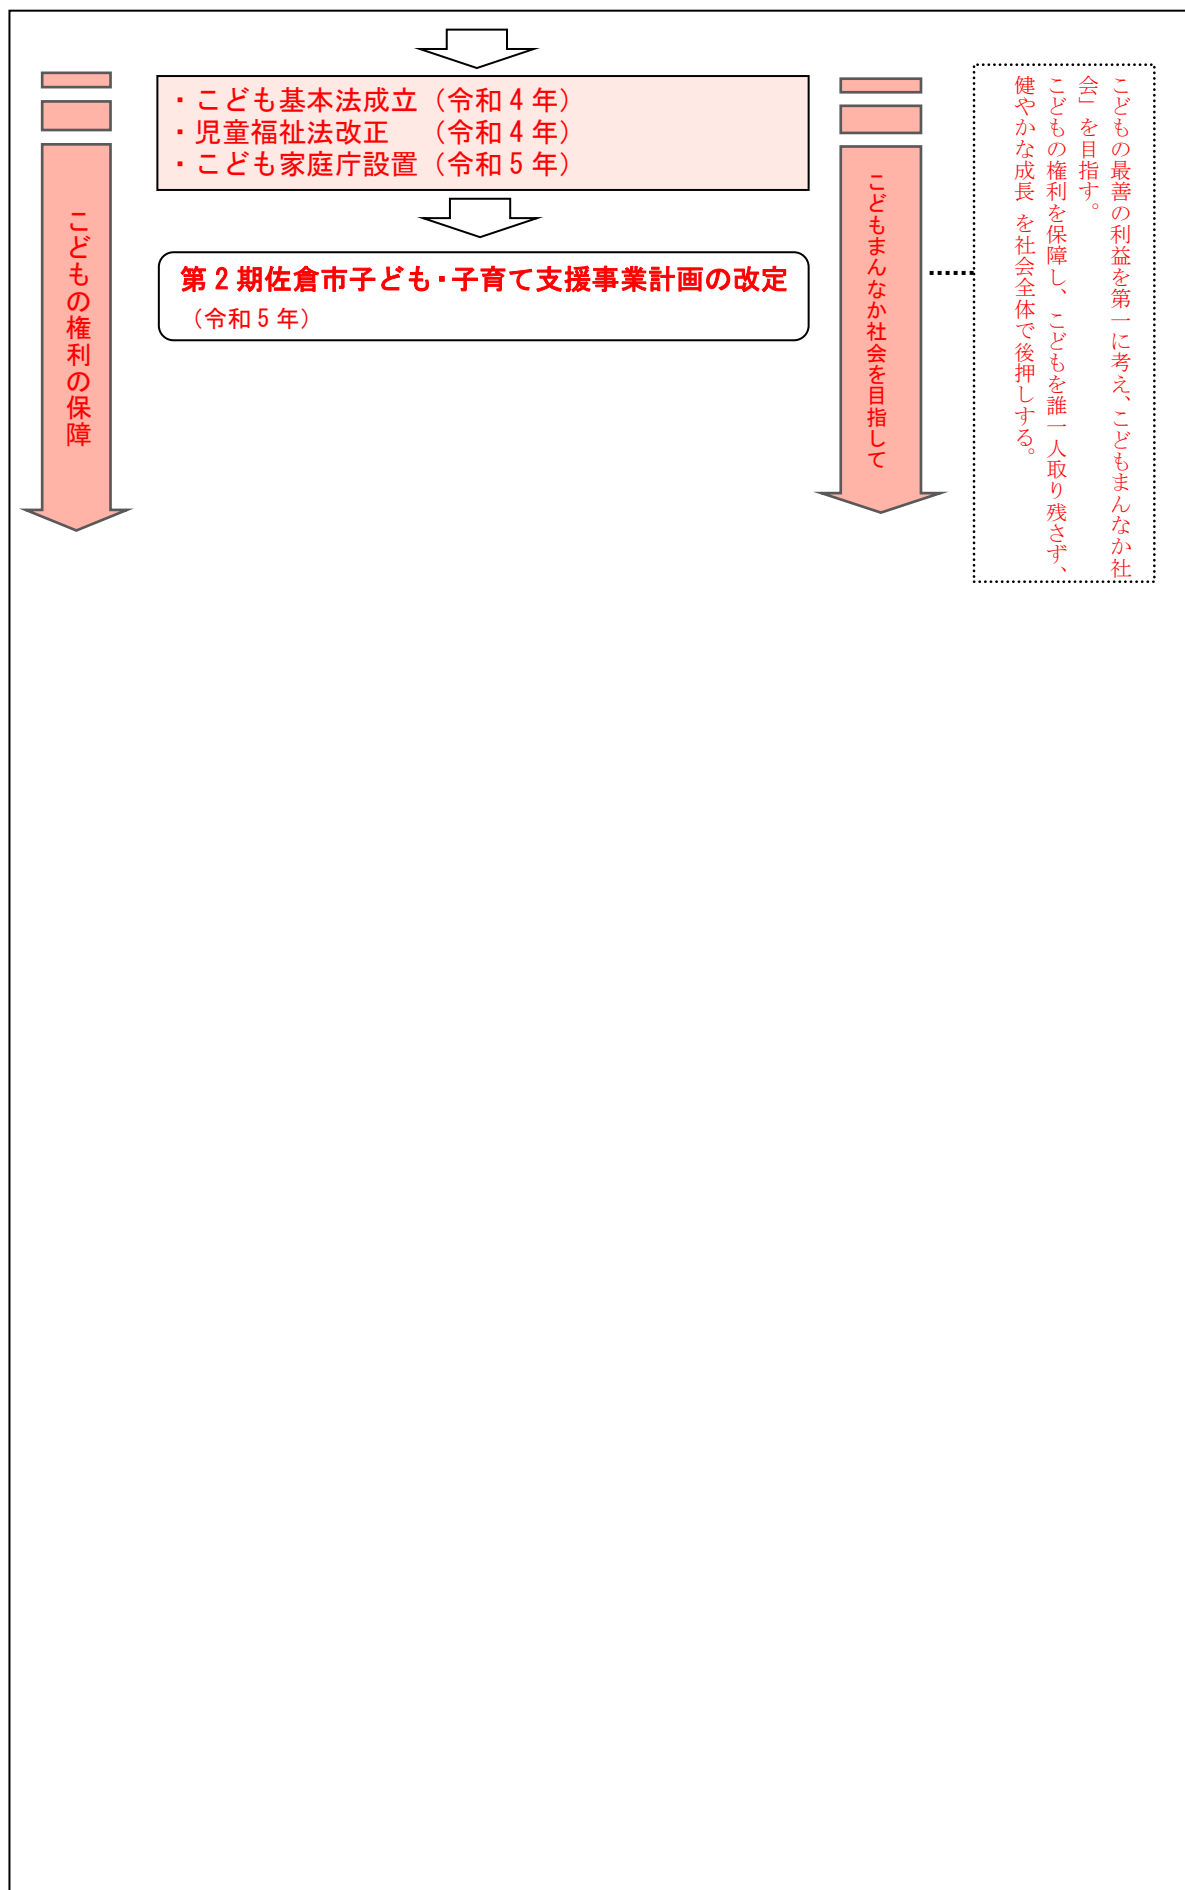 ・こども基本法成立（令和４年）
・児童福祉法改正　（令和４年）
・こども家庭庁設置（令和５年）
第２期佐倉市子ども・子育て支援事業計画の改定
（令和５年）
こどもの権利の保障
こどもまんなか社会を目指して
こどもの最善の利益を第一に考え、こどもまんなか社
会」を目指す。
こどもの権利を保障し、こどもを誰一人取り残さず、
健やかな成長 を社会全体で後押しする。